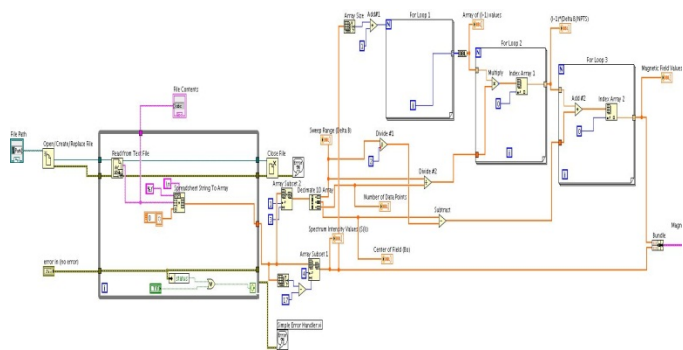 Array Size
Add#1
For Loop 1
Array of (I-1) values
(I-1)*(Delta B/NPTS)
For Loop 2
For Loop 3
Magnetic Field Values
File Contents
Multiply
Index Array 1
Add #2
Index Array 2
File Path
Open/Create/Replace File
Read from Text File
Close File
Sweep Range (Delta B)
Divide #1
Spreadsheet String To Array
Array Subset 2
Decimate 1D Array
Divide #2
Number of Data Points
Subtract
Spectrum Intensity Values
Center of Field (Bo)
Array Subset 1
Bundle
Magn
error in (no error)
status
Simple Error Handler.vi